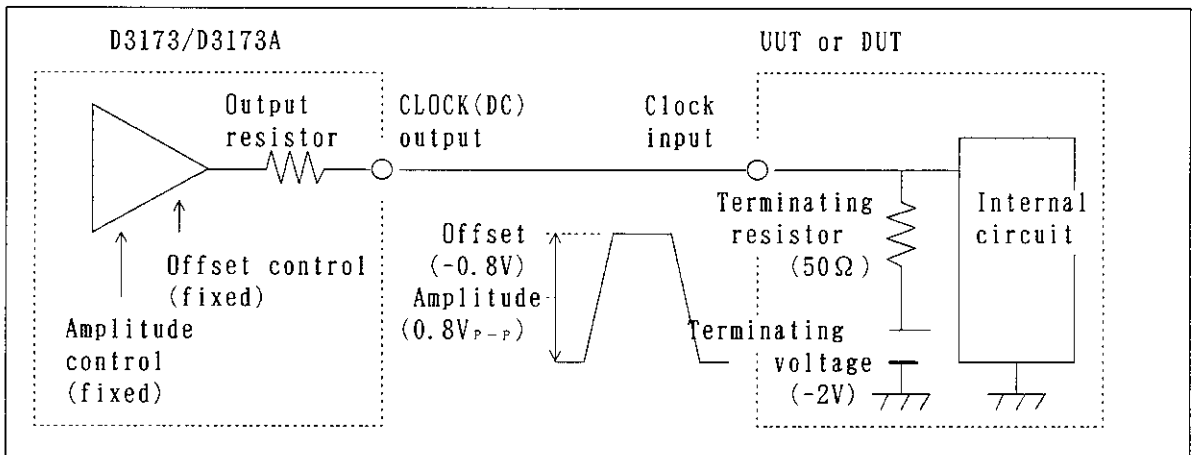 D3173/D3173A
UUT or DUT
Output
resistor
CLOCK(DC)
output
Clock
input
Offset control
(fixed)
Amplitude
control
(fixed)
Offset
(-0.8V)
Amplitude
(0.8VP-P)
Terminating
resistor
(50Ω)
Terminating
voltage
(-2V)
Internal
circuit